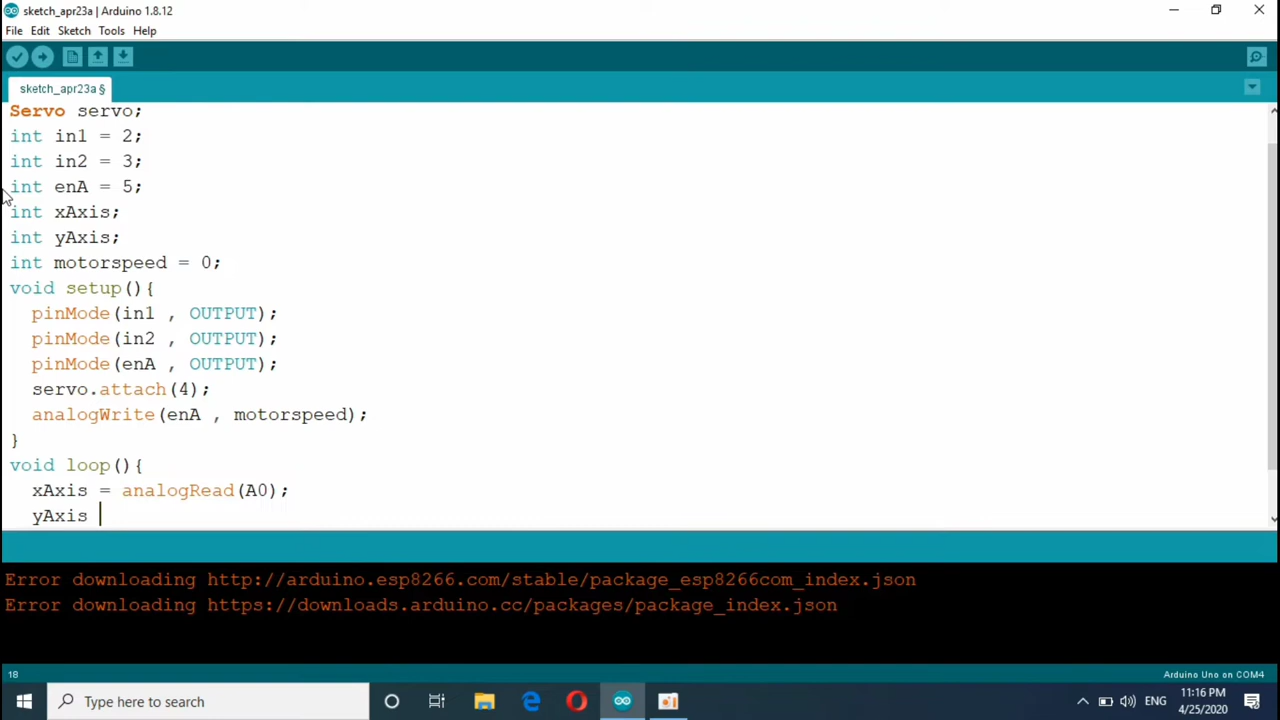 sketch_apr23a | Arduino 1.8.12
File Edit Sketch Tools Help
sketch_apr23a §
Servo servo;
int in1 = 2;
int in2 = 3;
int enA = 5;
int xAxis;
int yAxis;
int motorspeed = 0;
void setup(){
pinMode(in1 , OUTPUT);
pinMode(in2 , OUTPUT);
pinMode(enA , OUTPUT);
servo.attach(4);
analogWrite(enA , motorspeed);
}
void loop(){
xAxis = analogRead(A0);
yAxis
Error downloading http://arduino.esp8266.com/stable/package_esp8266com_index.json
Error downloading https://downloads.arduino.cc/packages/package_index.json
18
Arduino Uno on COM4
Type here to search
ENG
11:16 PM
4/25/2020